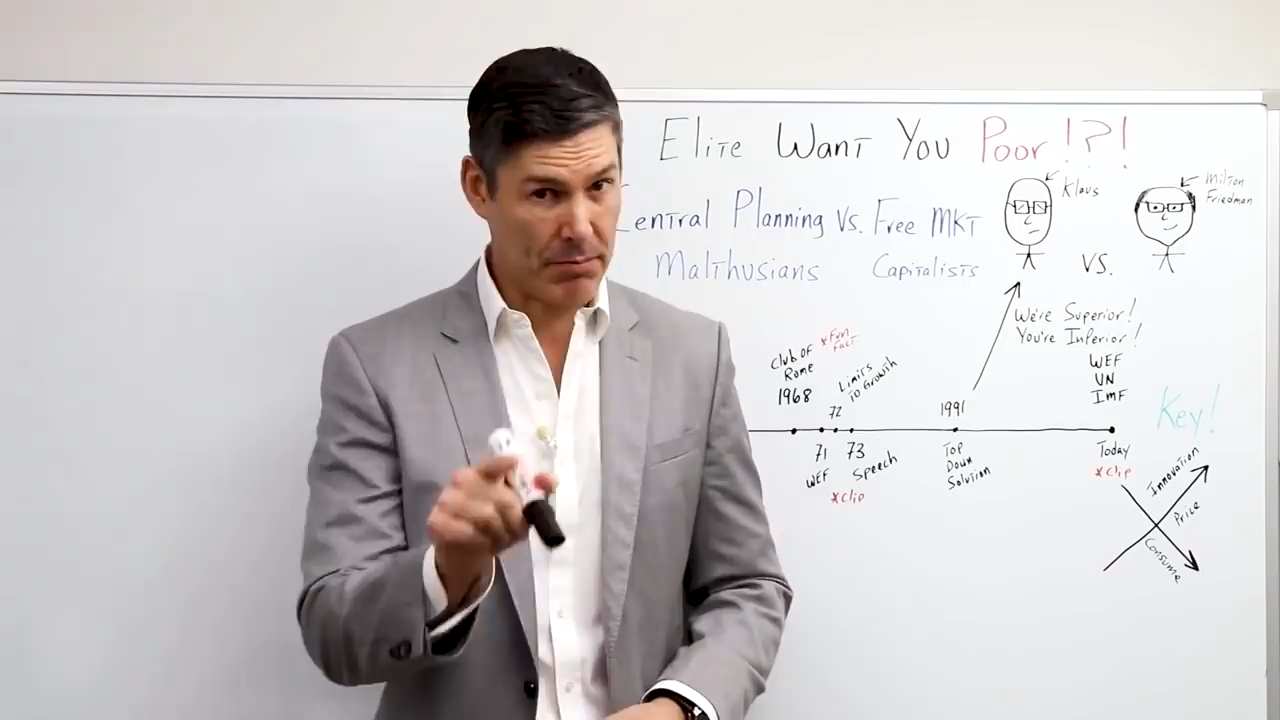 Elite Want You Poor!?!
entral Planning Vs. Free MKT
Malthusians Capitalists
Klaus
VS.
Milton
Friedman
We're Superior!
You're Inferior!
WEF
UN
IMF
Club of
Rome
1968
*Fun
Fact
72
Limits
To Growth
71
WEF
73
Speech
*Clip
1991
Top
Down
Solution
Today
*Clip
Key!
Innovation
Price
Consume